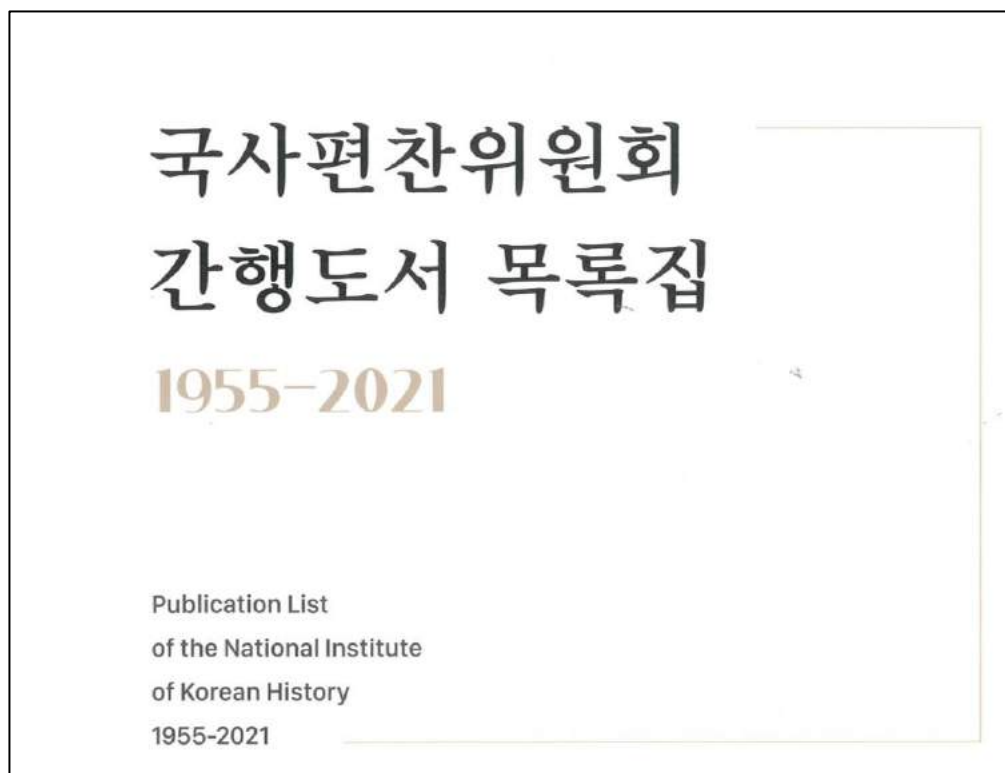 국사편찬위원회
간행도서 목록집
1955-2021
Publication List
of the National Institute
of Korean History
1955-2021